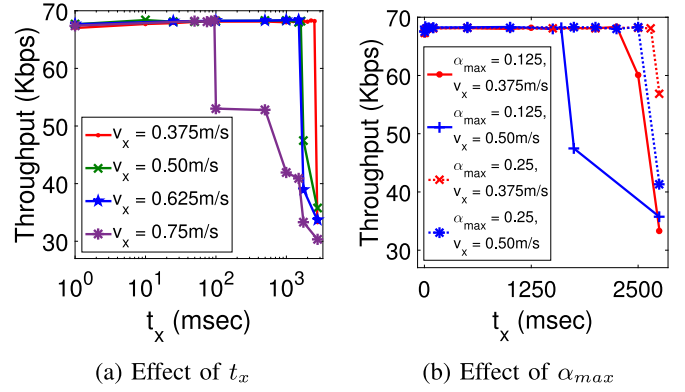 Throughput (Kbps)
70
60
50
40
30
v_x = 0.375m/s
v_x = 0.50m/s
v_x = 0.625m/s
v_x = 0.75m/s
10^0 10^1 10^2 10^3
t_x (msec)
(a) Effect of t_x
Throughput (Kbps)
70
60
50
40
30
α_max = 0.125,
v_x = 0.375m/s
α_max = 0.125,
v_x = 0.50m/s
α_max = 0.25,
v_x = 0.375m/s
α_max = 0.25,
v_x = 0.50m/s
0 1250 2500
t_x (msec)
(b) Effect of α_max